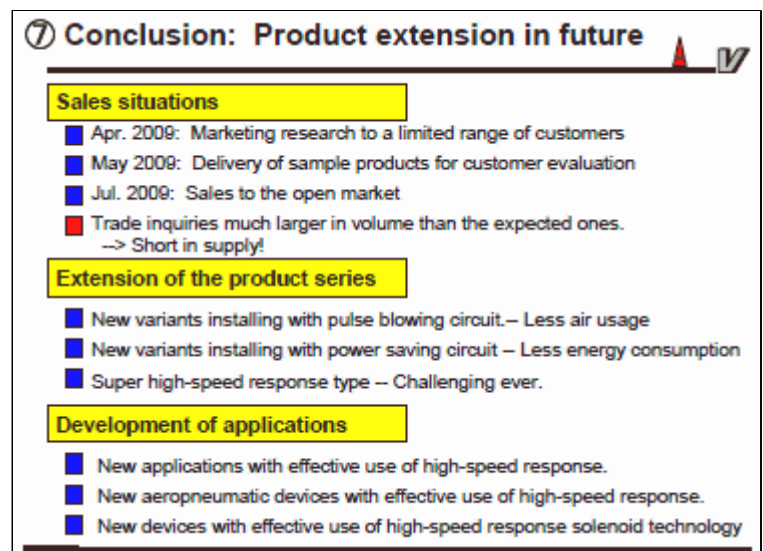 ⑦ Conclusion: Product extension in future
V
Sales situations
Apr. 2009: Marketing research to a limited range of customers
May 2009: Delivery of sample products for customer evaluation
Jul. 2009: Sales to the open market
Trade inquiries much larger in volume than the expected ones.
--> Short in supply!
Extension of the product series
New variants installing with pulse blowing circuit.– Less air usage
New variants installing with power saving circuit – Less energy consumption
Super high-speed response type -- Challenging ever.
Development of applications
New applications with effective use of high-speed response.
New aeropneumatic devices with effective use of high-speed response.
New devices with effective use of high-speed response solenoid technology